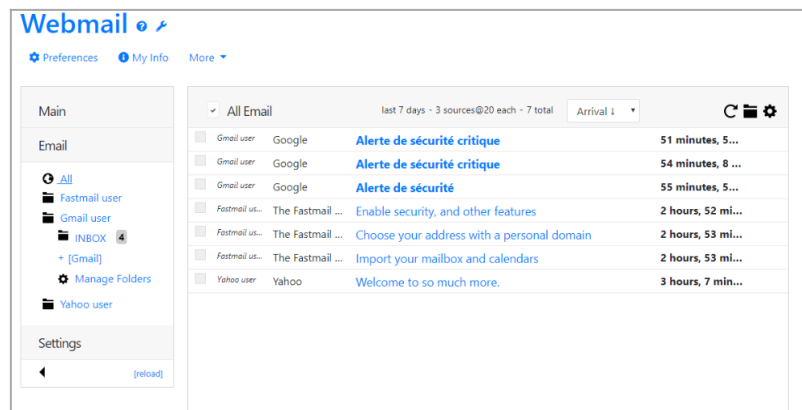 Webmail
Preferences My Info More
Main
Email
All
Fastmail user
Gmail user
INBOX 4
+ [Gmail]
Manage Folders
Yahoo user
Settings
[reload]
All Email last 7 days - 3 sources@20 each - 7 total Arrival ↓
Gmail user Google Alerte de sécurité critique 51 minutes, 5...
Gmail user Google Alerte de sécurité critique 54 minutes, 8 ...
Gmail user Google Alerte de sécurité 55 minutes, 5...
Fastmail us... The Fastmail ... Enable security, and other features 2 hours, 52 mi...
Fastmail us... The Fastmail ... Choose your address with a personal domain 2 hours, 53 mi...
Fastmail us... The Fastmail ... Import your mailbox and calendars 2 hours, 53 mi...
Yahoo user Yahoo Welcome to so much more. 3 hours, 7 min...